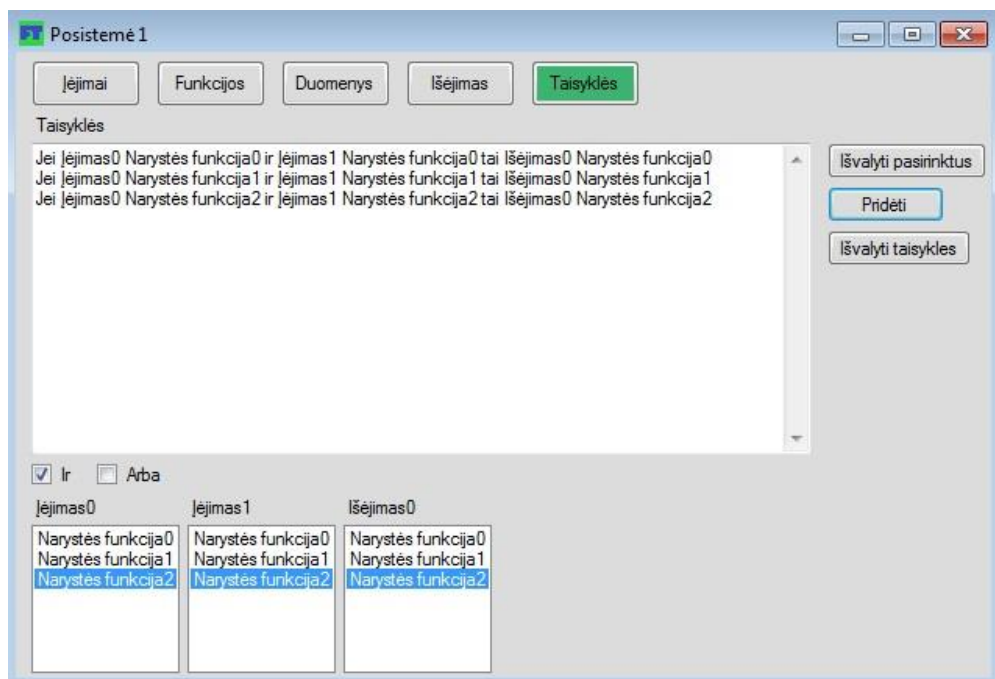 Posistemė 1
Įėjimai Funkcijos Duomenys Išėjimas Taisyklės
Taisyklės
Jei Įėjimas0 Narystės funkcija0 ir Įėjimas1 Narystės funkcija0 tai Išėjimas0 Narystės funkcija0
Jei Įėjimas0 Narystės funkcija1 ir Įėjimas1 Narystės funkcija1 tai Išėjimas0 Narystės funkcija1
Jei Įėjimas0 Narystės funkcija2 ir Įėjimas1 Narystės funkcija2 tai Išėjimas0 Narystės funkcija2
Išvalyti pasirinktus
Pridėti
Išvalyti taisykles
Ir Arba
Įėjimas0 Įėjimas1 Išėjimas0
Narystės funkcija0 Narystės funkcija0 Narystės funkcija0
Narystės funkcija1 Narystės funkcija1 Narystės funkcija1
Narystės funkcija2 Narystės funkcija2 Narystės funkcija2